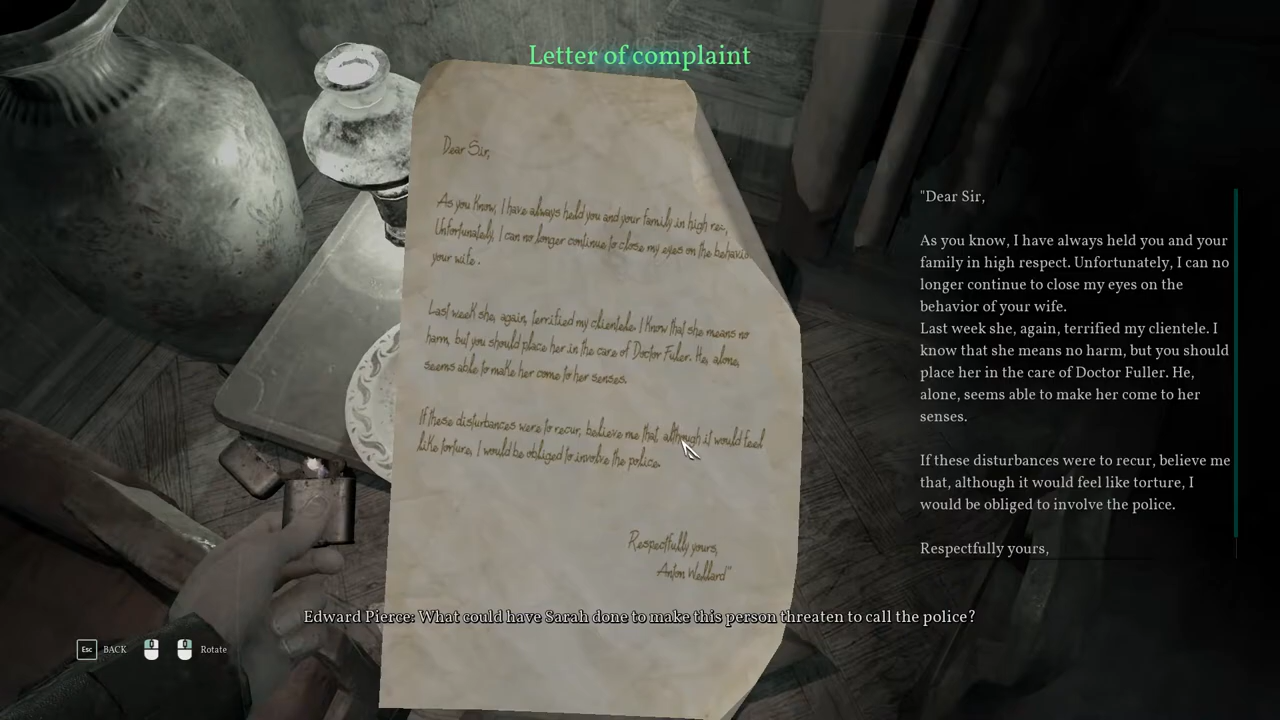 Letter of complaint
Dear Sir,
As you know, I have always held you and your family in high
Unfortunately, I can no longer continue to close my eyes on the
your wife.
Last week she, again, terrified my clientele. I know that she means no
harm, but you should place her in the care of Doctor Fuller. He, alone,
seems able to make her come to her senses.
If these disturbances were to recur, believe me that, although it would feel
like torture, I would be obliged to involve the police.
Respectfully yours,
Anton Wellard"
"Dear Sir,
As you know, I have always held you and your
family in high respect. Unfortunately, I can no
longer continue to close my eyes on the
behavior of your wife.
Last week she, again, terrified my clientele. I
know that she means no harm, but you should
place her in the care of Doctor Fuller. He,
alone, seems able to make her come to her
senses.
If these disturbances were to recur, believe me
that, although it would feel like torture, I
would be obliged to involve the police.
Respectfully yours,
Edward Pierce: What could have Sarah done to make this person threaten to call the police?
Esc BACK Rotate